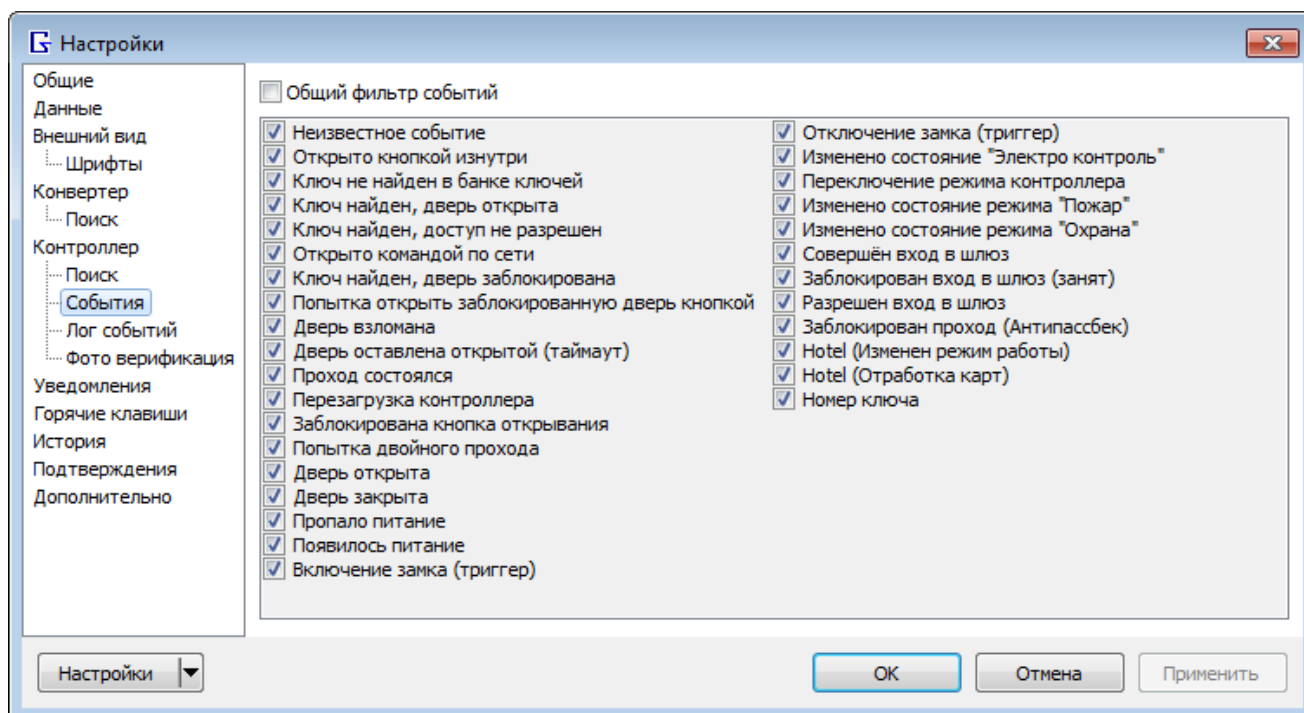 Настройки
Общие
Данные
Внешний вид
Шрифты
Конвертер
Поиск
Контроллер
Поиск
События
Лог событий
Фото верификация
Уведомления
Горячие клавиши
История
Подтверждения
Дополнительно
Общий фильтр событий
Неизвестное событие
Открыто кнопкой изнутри
Ключ не найден в банке ключей
Ключ найден, дверь открыта
Ключ найден, доступ не разрешен
Открыто командой по сети
Ключ найден, дверь заблокирована
Попытка открыть заблокированную дверь кнопкой
Дверь взломана
Дверь оставлена открытой (таймаут)
Проход состоялся
Перезагрузка контроллера
Заблокирована кнопка открывания
Попытка двойного прохода
Дверь открыта
Дверь закрыта
Пропало питание
Появилось питание
Включение замка (триггер)
Отключение замка (триггер)
Изменено состояние "Электро контроль"
Переключение режима контроллера
Изменено состояние режима "Пожар"
Изменено состояние режима "Охрана"
Совершён вход в шлюз
Заблокирован вход в шлюз (занят)
Разрешен вход в шлюз
Заблокирован проход (Антипассбек)
Hotel (Изменен режим работы)
Hotel (Отработка карт)
Номер ключа
Настройки
OK
Отмена
Применить